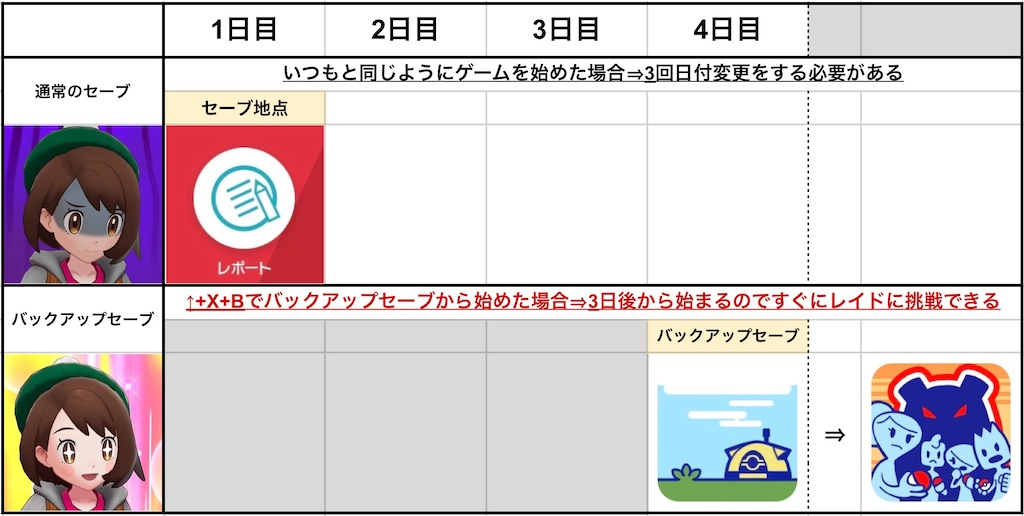 1日目 2日目 3日目 4日目
通常のセーブ
いつもと同じようにゲームを始めた場合⇒3回日付変更をする必要がある
セーブ地点
レポート
バックアップセーブ
↑+X+Bでバックアップセーブから始めた場合⇒3日後から始まるのですぐにレイドに挑戦できる
バックアップセーブ
⇒